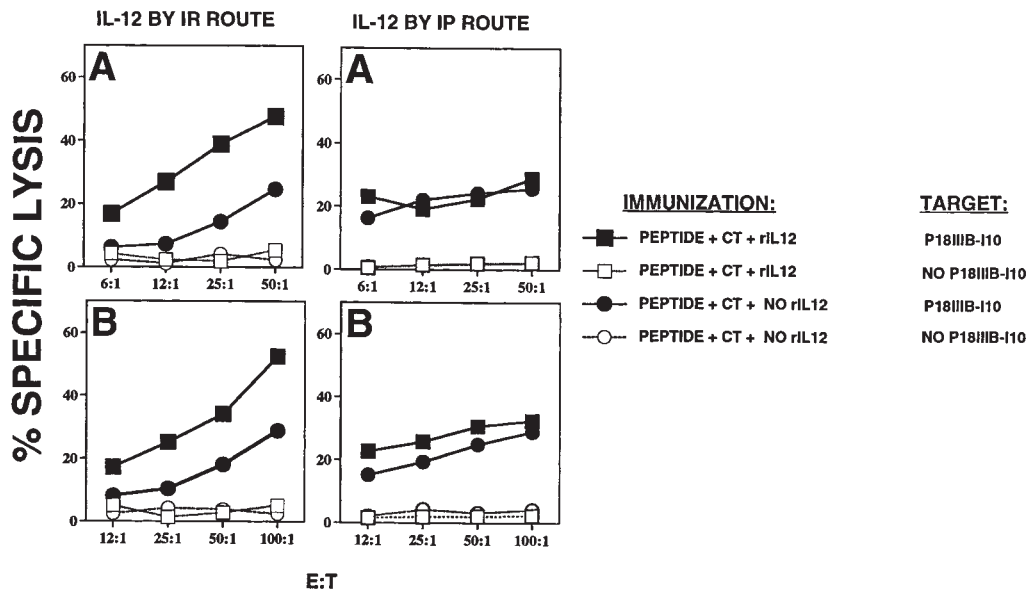 IL-12 BY IR ROUTE
IL-12 BY IP ROUTE
% SPECIFIC LYSIS
A
60
40
20
0
6:1 12:1 25:1 50:1
A
60
40
20
0
6:1 12:1 25:1 50:1
B
60
40
20
0
12:1 25:1 50:1 100:1
B
60
40
20
0
12:1 25:1 50:1 100:1
E:T
IMMUNIZATION: TARGET:
PEPTIDE + CT + rIL12 P18IIIB-I10
PEPTIDE + CT + rIL12 NO P18IIIB-I10
PEPTIDE + CT + NO rIL12 P18IIIB-I10
PEPTIDE + CT + NO rIL12 NO P18IIIB-I10